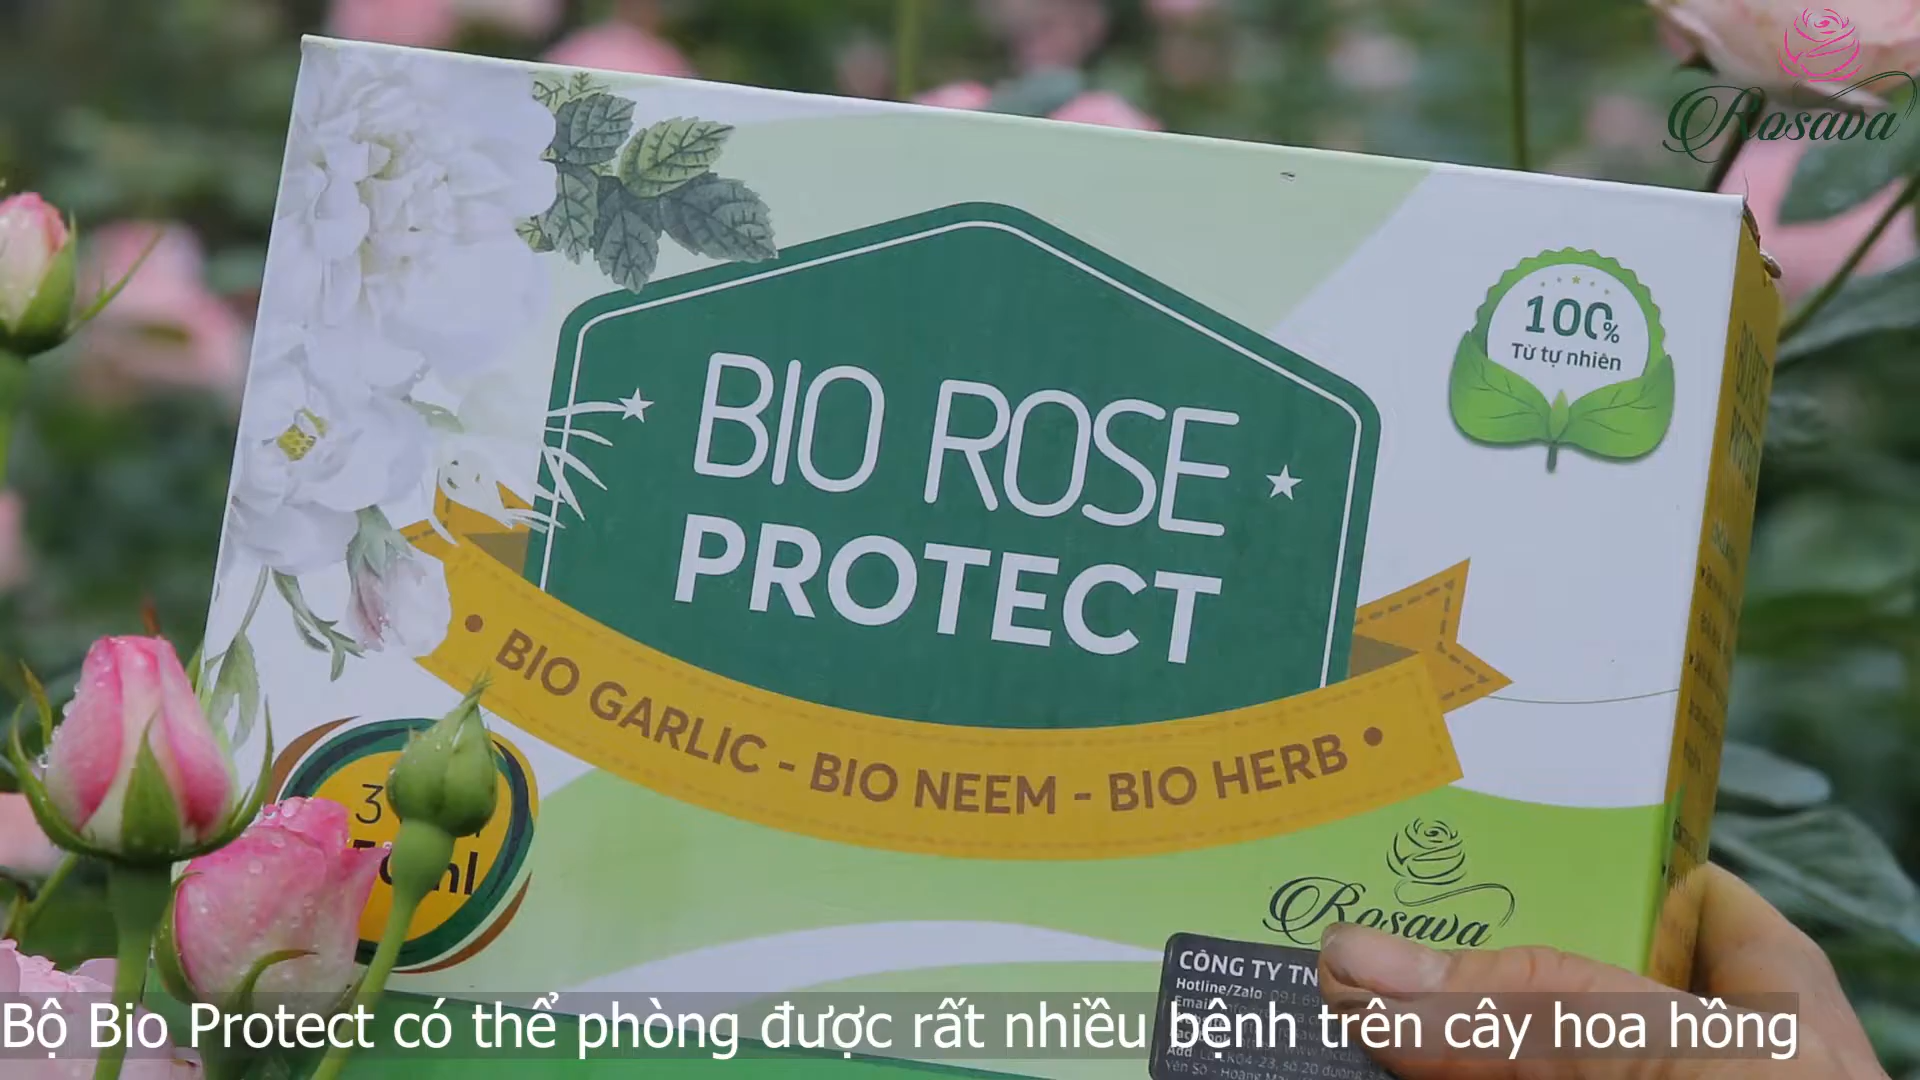 Rosava
100%
Từ tự nhiên
BIO ROSE
PROTECT
• BIO GARLIC - BIO NEEM - BIO HERB •
Rosava
CÔNG TY
Hotline/Zalo
Bộ Bio Protect có thể phòng được rất nhiều bệnh trên cây hoa hồng